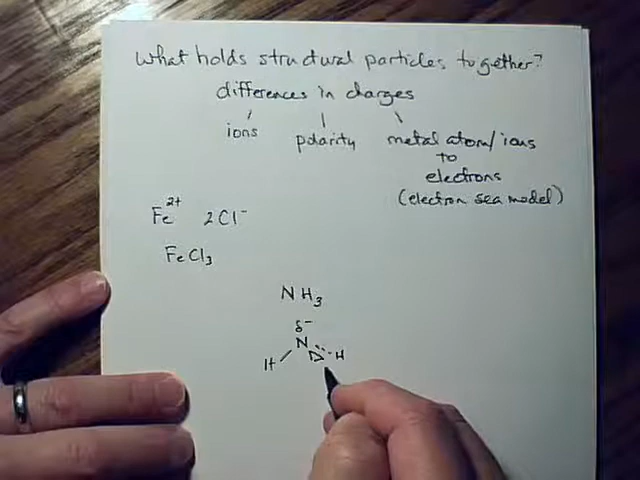 What holds structural particles together?
differences in charges
ions polarity metal atom/ions
to
electrons
(electron sea model)
Fe²⁺ 2Cl⁻
FeCl₃
NH₃
δ⁻
N
H H